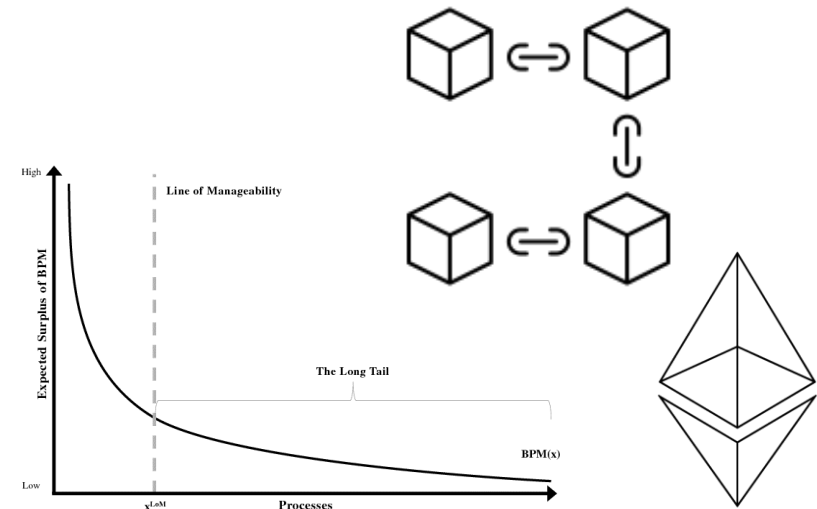 High
Line of Manageability
Expected Surplus of BPM
The Long Tail
BPM(x)
Low
x^LoM
Processes